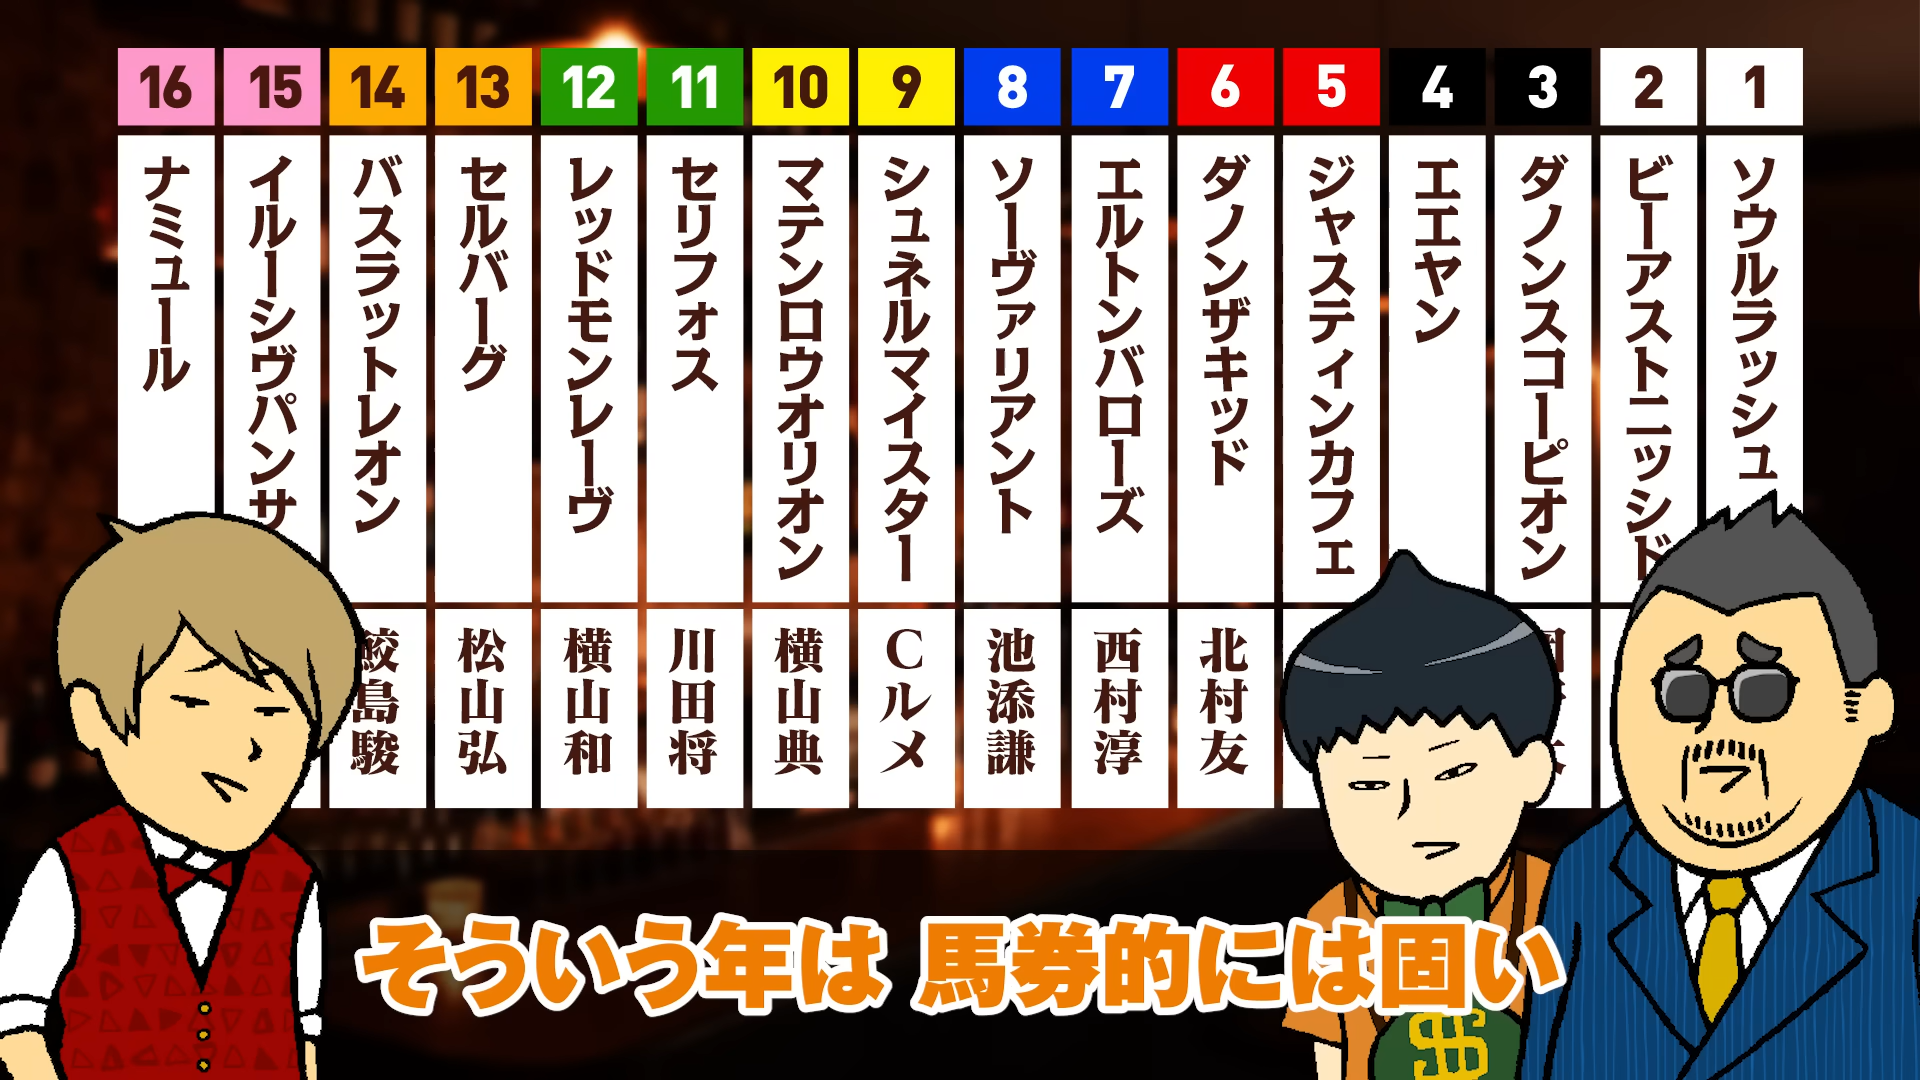 1
ソウルラッシュ
2
ビーアストニッシド
3
ダノンスコーピオン
4
エエヤン
5
ジャスティンカフェ
6
ダノンザキッド
北村友
7
エルトンバローズ
西村淳
8
ソーヴァリアント
池添謙
9
シュネルマイスター
Cルメ
10
マテンロウオリオン
横山典
11
セリフォス
川田将
12
レッドモンレーヴ
横山和
13
セルバーグ
松山弘
14
バスラットレオン
鮫島駿
15
イルーシヴパンサ
16
ナミュール
そういう年は 馬券的には固い